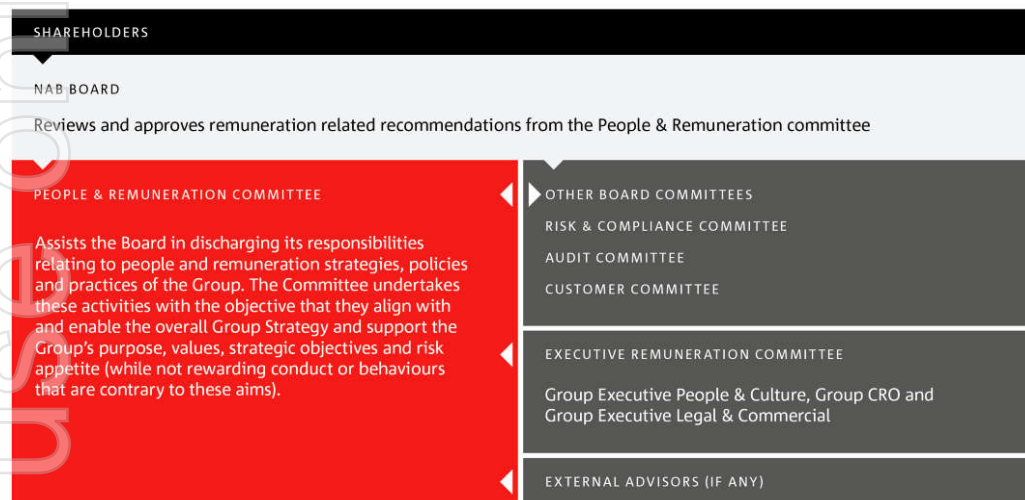 SHAREHOLDERS
NAB BOARD
Reviews and approves remuneration related recommendations from the People & Remuneration committee
PEOPLE & REMUNERATION COMMITTEE
Assists the Board in discharging its responsibilities
relating to people and remuneration strategies, policies
and practices of the Group. The Committee undertakes
these activities with the objective that they align with
and enable the overall Group Strategy and support the
Group’s purpose, values, strategic objectives and risk
appetite (while not rewarding conduct or behaviours
that are contrary to these aims).
OTHER BOARD COMMITTEES
RISK & COMPLIANCE COMMITTEE
AUDIT COMMITTEE
CUSTOMER COMMITTEE
EXECUTIVE REMUNERATION COMMITTEE
Group Executive People & Culture, Group CRO and
Group Executive Legal & Commercial
EXTERNAL ADVISORS (IF ANY)
use on